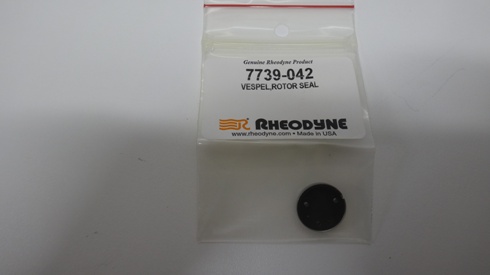 Genuine Rheodyne Product
7739-042
VESPEL,ROTOR SEAL
RHEODYNE
www.rheodyne.com • Made in USA